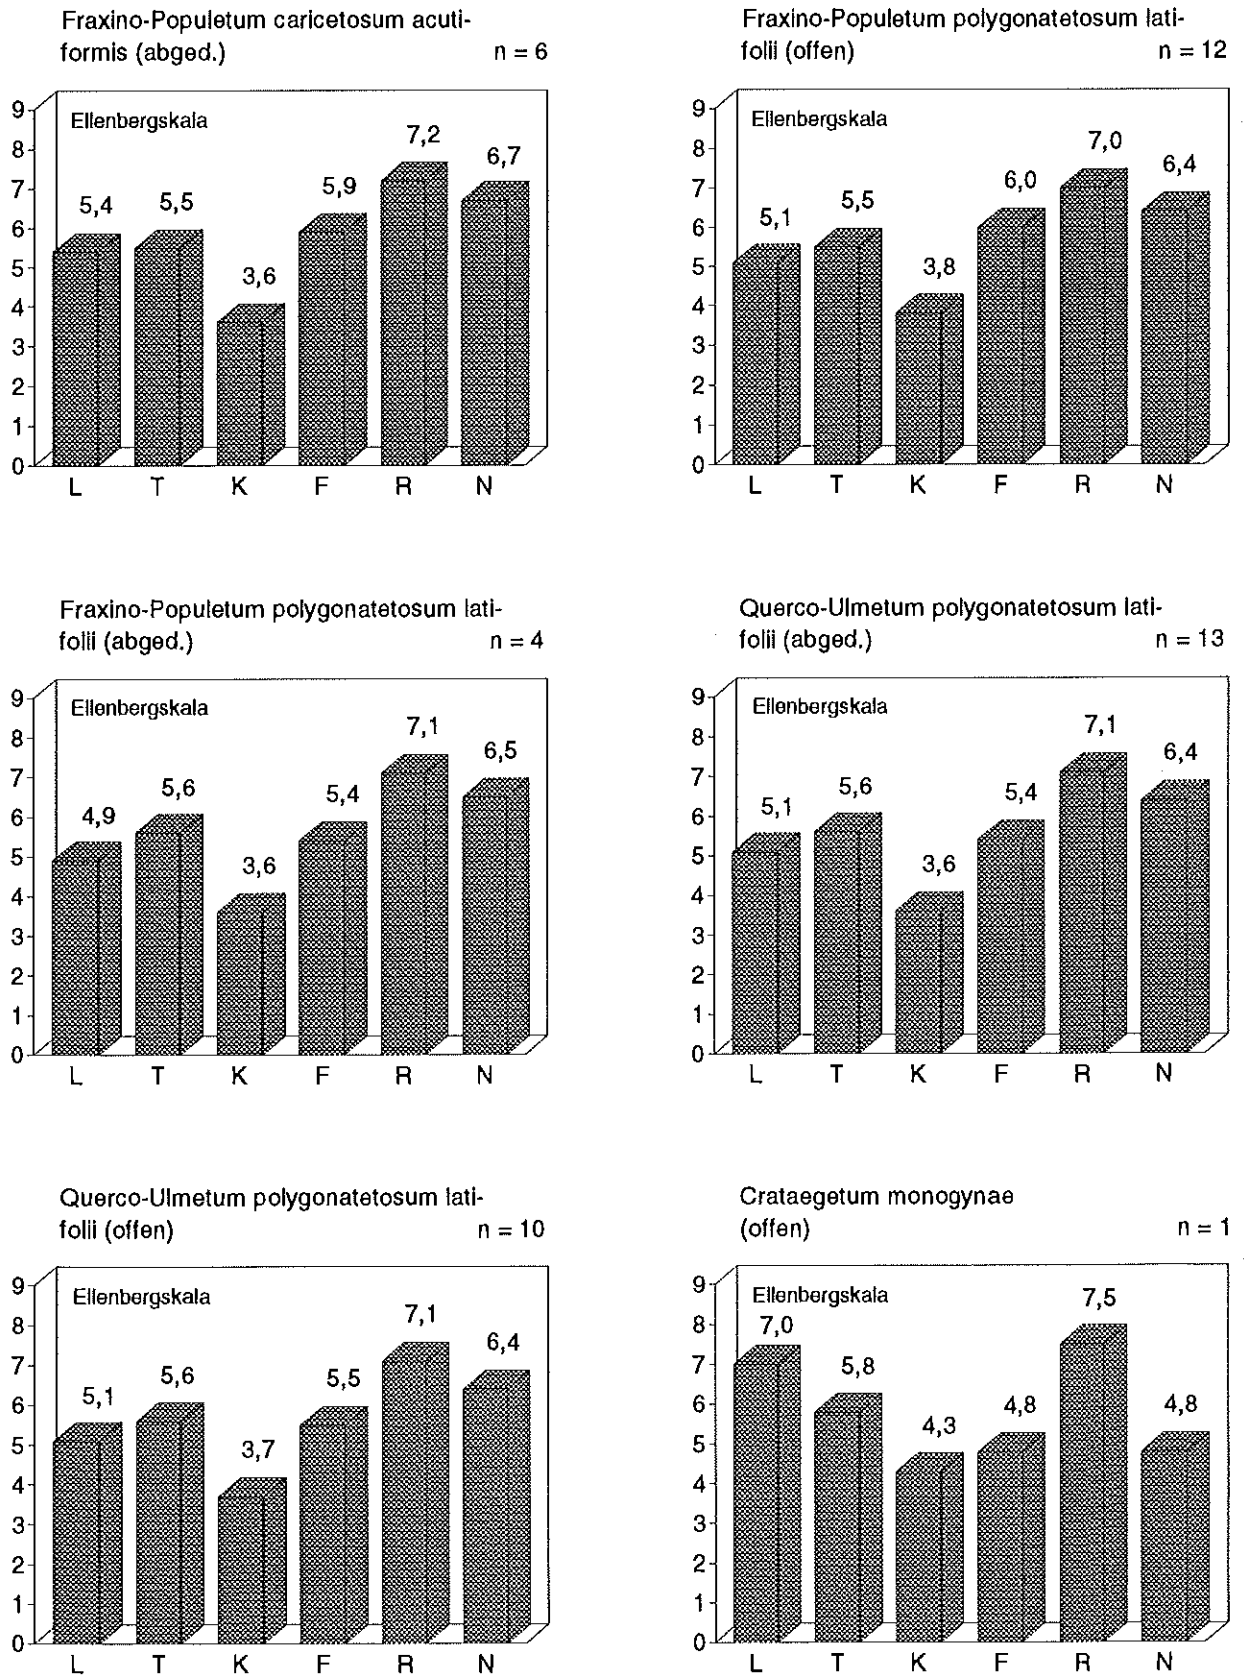 Fraxino-Populetum caricetosum acuti-
formis (abged.) n = 6
Ellenbergskala
9
8
7
6
5
4
3
2
1
0
5,4 5,5 3,6 5,9 7,2 6,7
L T K F R N
Fraxino-Populetum polygonatetosum lati-
folii (offen) n = 12
Ellenbergskala
9
8
7
6
5
4
3
2
1
0
5,1 5,5 3,8 6,0 7,0 6,4
L T K F R N
Fraxino-Populetum polygonatetosum lati-
folii (abged.) n = 4
Ellenbergskala
9
8
7
6
5
4
3
2
1
0
4,9 5,6 3,6 5,4 7,1 6,5
L T K F R N
Querco-Ulmetum polygonatetosum lati-
folii (abged.) n = 13
Ellenbergskala
9
8
7
6
5
4
3
2
1
0
5,1 5,6 3,6 5,4 7,1 6,4
L T K F R N
Querco-Ulmetum polygonatetosum lati-
folii (offen) n = 10
Ellenbergskala
9
8
7
6
5
4
3
2
1
0
5,1 5,6 3,7 5,5 7,1 6,4
L T K F R N
Crataegetum monogynae
(offen) n = 1
Ellenbergskala
9
8
7
6
5
4
3
2
1
0
7,0 5,8 4,3 4,8 7,5 4,8
L T K F R N